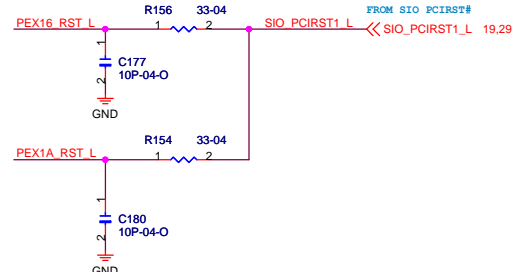 FROM SIO PCIRST#
R156 33-04
PEX16_RST_L 1 2 SIO_PCIRST1_L SIO_PCIRST1_L 19,29
1
C177
10P-04-O
2
GND
R154 33-04
PEX1A_RST_L 1 2
1
C180
10P-04-O
2
GND